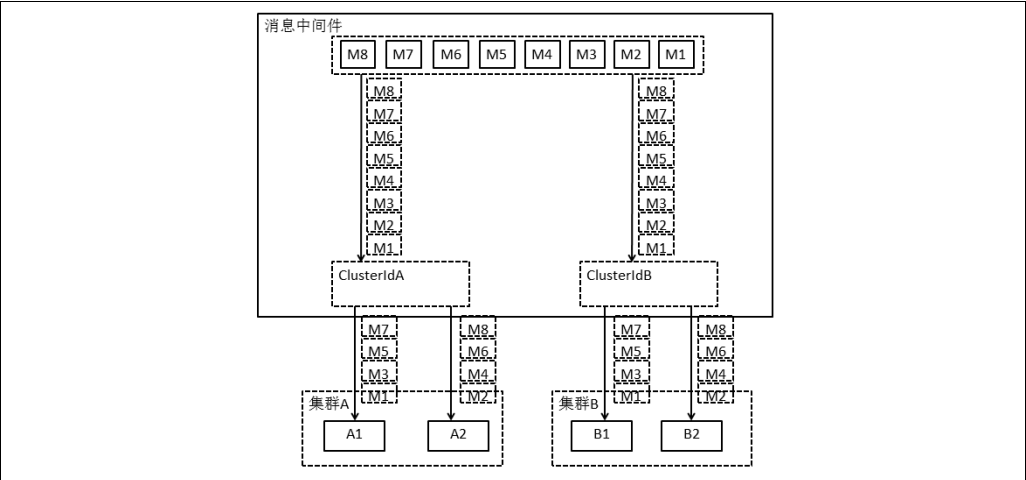 消息中间件
M8 M7 M6 M5 M4 M3 M2 M1
M8 M8
M7 M7
M6 M6
M5 M5
M4 M4
M3 M3
M2 M2
M1 M1
ClusterIdA ClusterIdB
M7 M8 M7 M8
M5 M6 M5 M6
M3 M4 M3 M4
集群A M1 M2 集群B M1 M2
A1 A2 B1 B2